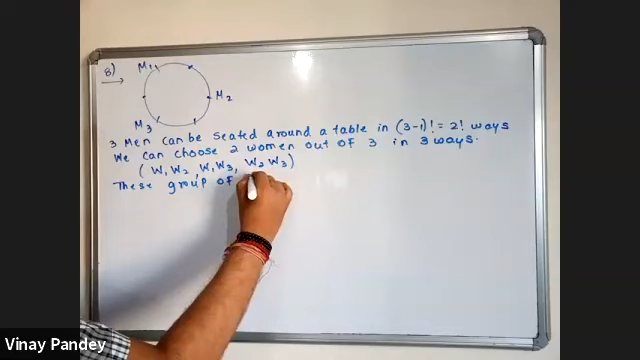 8)
M1
M2
M3
3 Men can be seated around a table in (3-1)! = 2! ways
We can choose 2 women out of 3 in 3 ways.
( W1 W2 , W1 W3 , W2 W3 )
These group of
Vinay Pandey